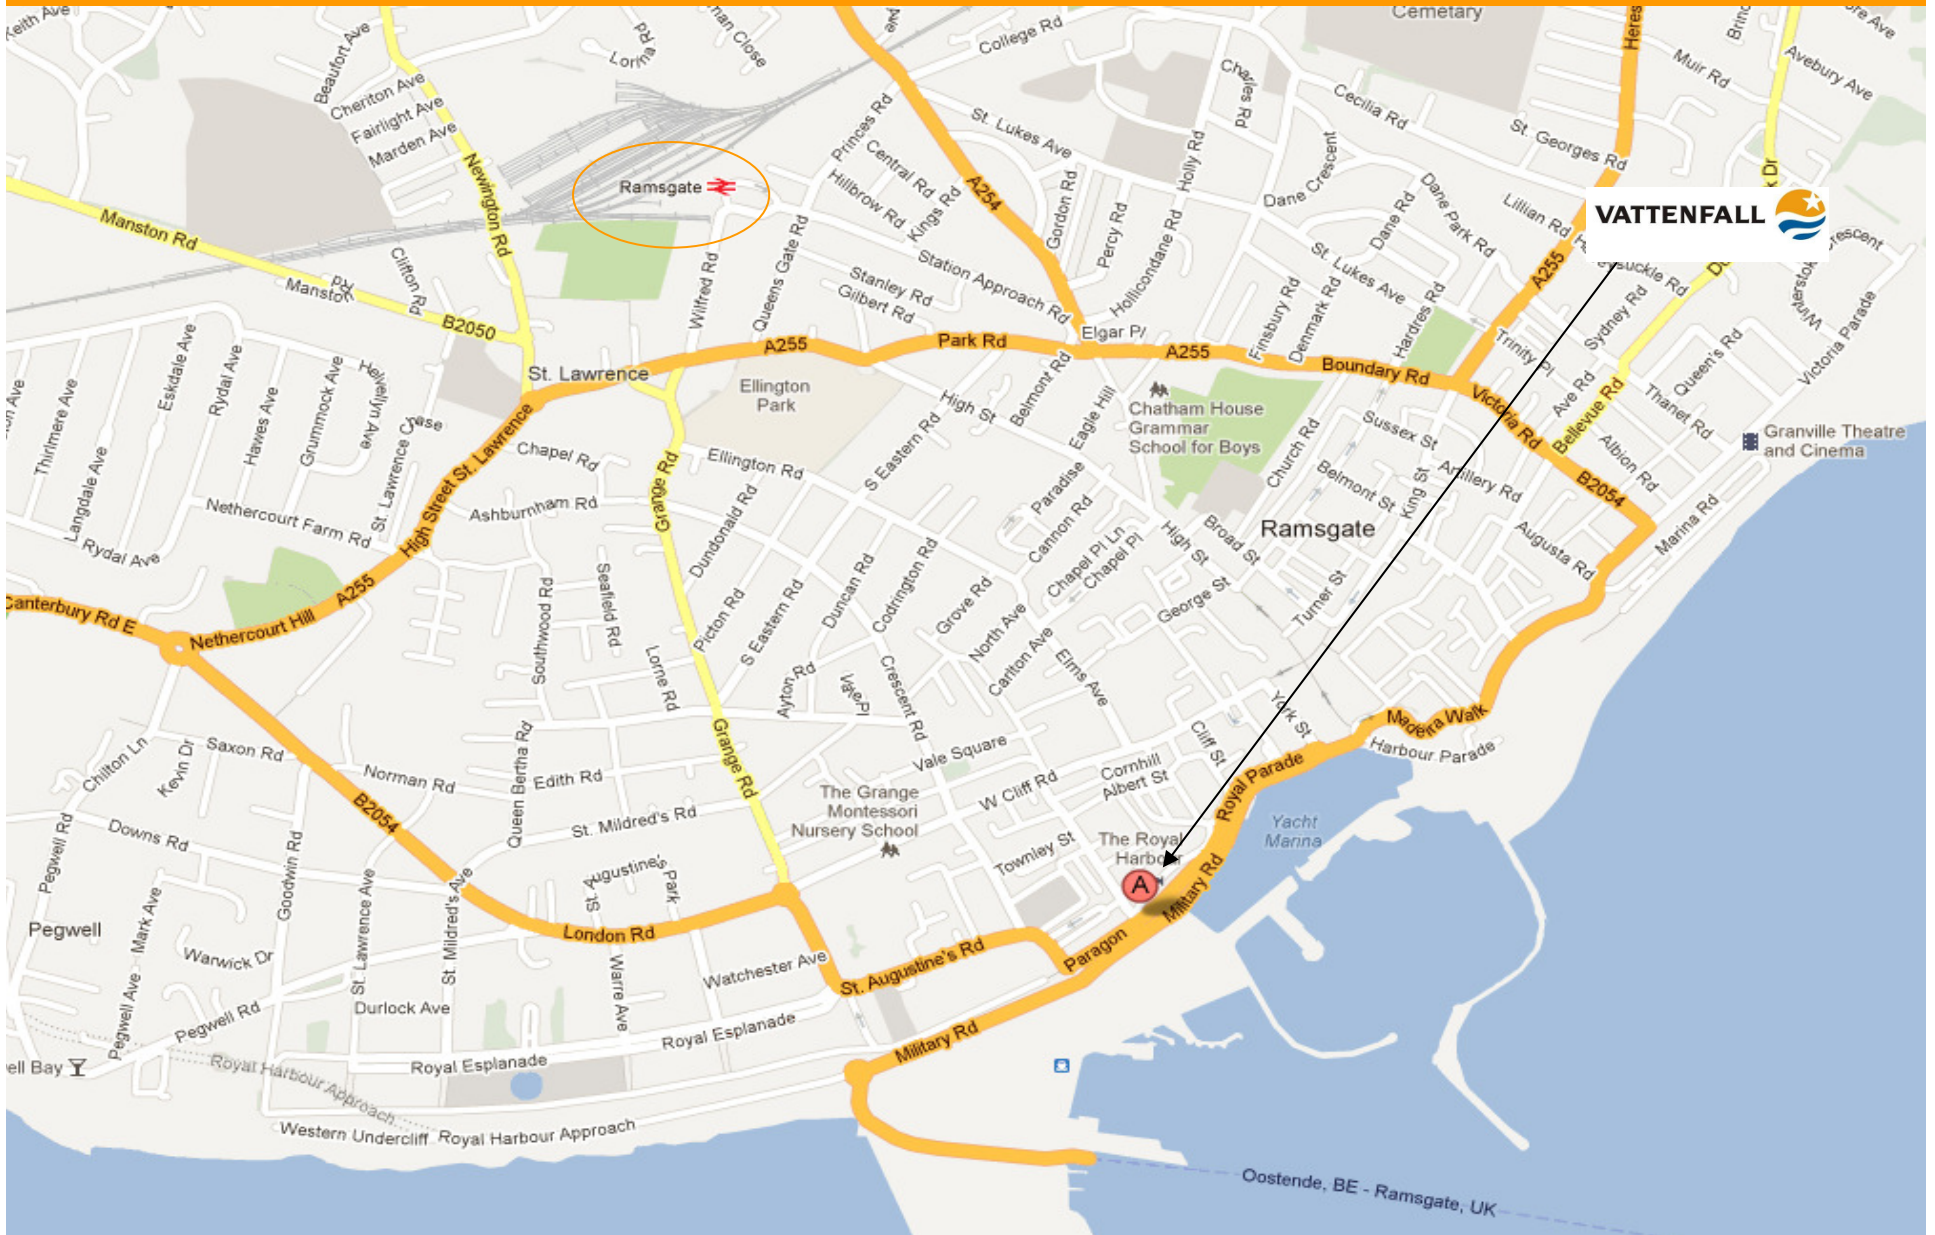 Keith Ave
Beaufort Ave
Cheriton Ave
Fairlight Ave
Marden Ave
Newington Rd
Manston Rd
Manston
Rd
Clifton Rd
B2050
Lorina
Rd
man Close
Ave
College Rd
Cemetary
Heres
Muir Rd
Avebury Ave
ore Ave
Charles Rd
Cecilia Rd
St. Georges Rd
St. Lukes Ave
Princes Rd
Central Rd
Hillbrow Rd
Kings Rd
A254
Gordon Rd
Percy Rd
Holly Rd
Hollicondane Rd
Dane Crescent
Dane Rd
Dane Park Rd
Lillian Rd
Ramsgate
VATTENFALL
Wilfred Rd
Queens Gate Rd
Stanley Rd
Gilbert Rd
Station Approach Rd
Elgar Pl
St. Lukes Ave
Finsbury Rd
Denmark Rd
Hardres Rd
A255
uckle Rd
Sydney Rd
rescent
Victoria Parade
Trinity Pl
Queen's Rd
A255
Park Rd
A255
Boundary Rd
Victoria Rd
Ave Rd
Bellevue Rd
Thanet Rd
Albion Rd
B2054
Granville Theatre
and Cinema
Marina Rd
St. Lawrence
Ellington
Park
High St
Belmont Rd
Eagle Hill
Chatham House
Grammar
School for Boys
Church Rd
Sussex St
Belmont St
King St
Artillery Rd
Augusta Rd
Eskdale Ave
Rydal Ave
Hawes Ave
Grummock Ave
Helvellyn Ave
Thirlmere Ave
Langdale Ave
on Ave
St. Lawrence Chase
High Street St. Lawrence
Chapel Rd
Ashburnham Rd
Nethercourt Farm Rd
Rydal Ave
Grange Rd
Ellington Rd
Dundonald Rd
S Eastern Rd
Paradise
Cannon Rd
Chapel Pl Ln
Chapel Pl
High St
Broad St
Ramsgate
George St
Turner St
A255
Nethercourt Hill
Canterbury Rd E
Southwood Rd
Seafield Rd
Picton Rd
S Eastern Rd
Duncan Rd
Codrington Rd
Grove Rd
North Ave
Carlton Ave
Elms Ave
Lorne Rd
Ayton Rd
Vale Pl
Crescent Rd
Vale Square
York St
Cliff St
Madeira Walk
Harbour Parade
Royal Parade
Chilton Ln
Kevin Dr
Saxon Rd
Norman Rd
Queen Bertha Rd
Edith Rd
Grange Rd
The Grange
Montessori
Nursery School
W Cliff Rd
Cornhill
Albert St
Yacht
Marina
B2054
St. Mildred's Rd
Downs Rd
Pegwell Rd
Goodwin Rd
Townley St
The Royal
Harbour
A
Military Rd
St Augustine's
Park
Pegwell
Mark Ave
St. Lawrence Ave
St. Mildred's Ave
London Rd
Warwick Dr
Pegwell Ave
Pegwell Rd
Durlock Ave
Warre Ave
Watchester Ave
St. Augustine's Rd
Paragon
Royal Esplanade
Royal Esplanade
Military Rd
ell Bay
Royal Harbour Approach
Western Undercliff
Royal Harbour Approach
Oostende, BE - Ramsgate, UK